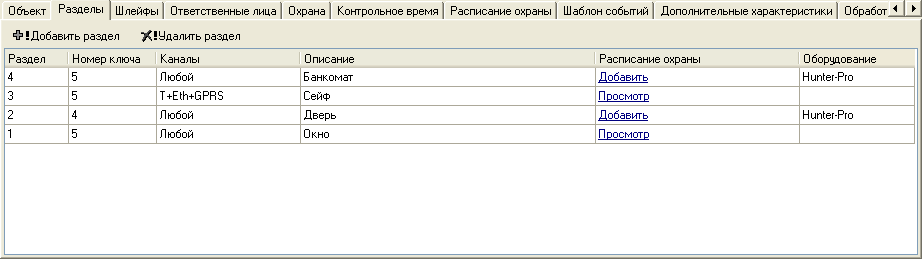 Объект Разделы Шлейфы Ответственные лица Охрана Контрольное время Расписание охраны Шаблон событий Дополнительные характеристики Обработ
Добавить раздел Удалить раздел
Раздел Номер ключа Каналы Описание Расписание охраны Оборудование
4 5 Любой Банкомат Добавить Hunter-Pro
3 5 T+Eth+GPRS Сейф Просмотр
2 4 Любой Дверь Добавить Hunter-Pro
1 5 Любой Окно Просмотр